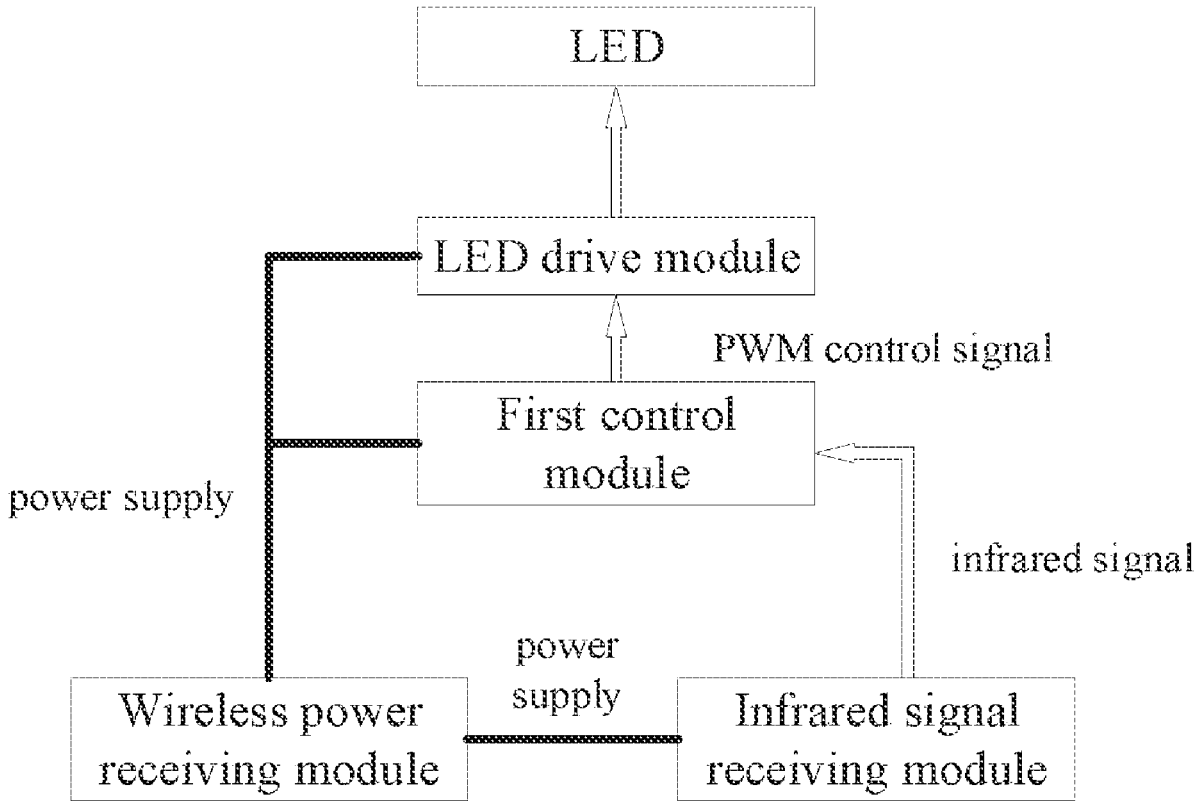 LED
LED drive module
PWM control signal
First control
module
power supply
infrared signal
power
supply
Wireless power
receiving module
Infrared signal
receiving module